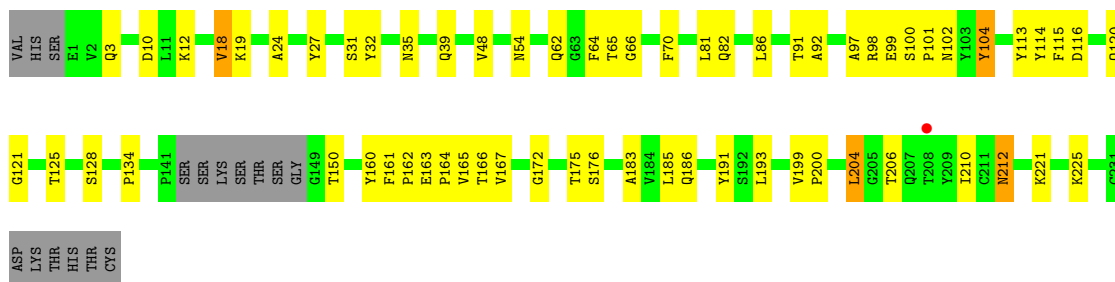 VAL HIS SER E1 V2 Q3 D10 L11 K12 V18 K19 A24 Y27 S31 Y32 N35 Q39 V48 N54 Q62 G63 F64 T65 G66 F70 L81 Q82 L86 T91 A92 A97 R98 E99 S100 P101 N102 Y103 Y104 Y113 Y114 F115 D116
G121 T125 S128 P134 P141 SER SER LYS SER THR SER GLY G149 T150 Y160 F161 P162 E163 P164 V165 T166 V167 G172 T175 S176 A183 V184 L185 Q186 Y191 S192 L193 V199 P200 L204 G205 T206 Q207 T208 Y209 I210 C211 N212 K221 K225
ASP LYS THR HIS THR CYS